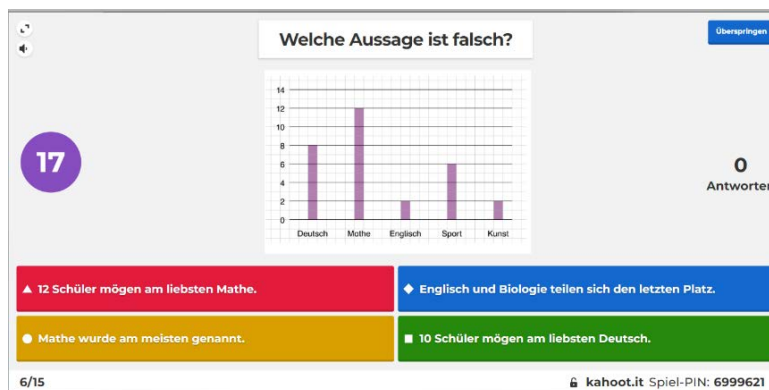 Welche Aussage ist falsch?
Überspringen
14
12
10
8
6
4
2
0
Deutsch Mathe Englisch Sport Kunst
17
0
Antworten
▲ 12 Schüler mögen am liebsten Mathe.
◆ Englisch und Biologie teilen sich den letzten Platz.
● Mathe wurde am meisten genannt.
■ 10 Schüler mögen am liebsten Deutsch.
6/15
kahoot.it Spiel-PIN: 6999621